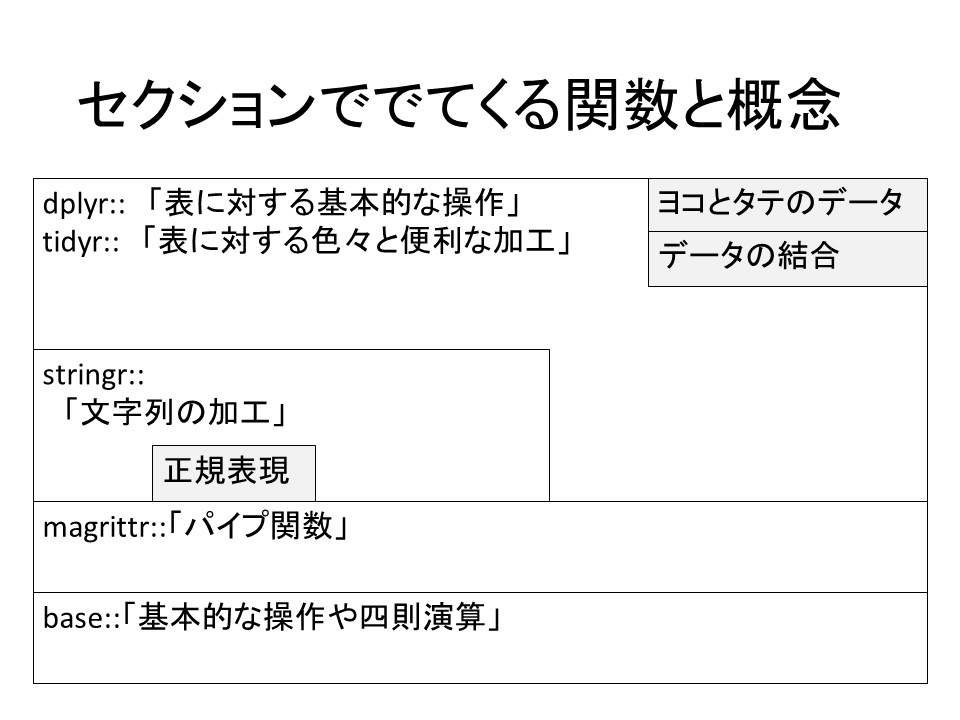 セクションででてくる関数と概念
dplyr:: 「表に対する基本的な操作」
tidyr:: 「表に対する色々と便利な加工」
ヨコとタテのデータ
データの結合
stringr::
「文字列の加工」
正規表現
magrittr::「パイプ関数」
base::「基本的な操作や四則演算」